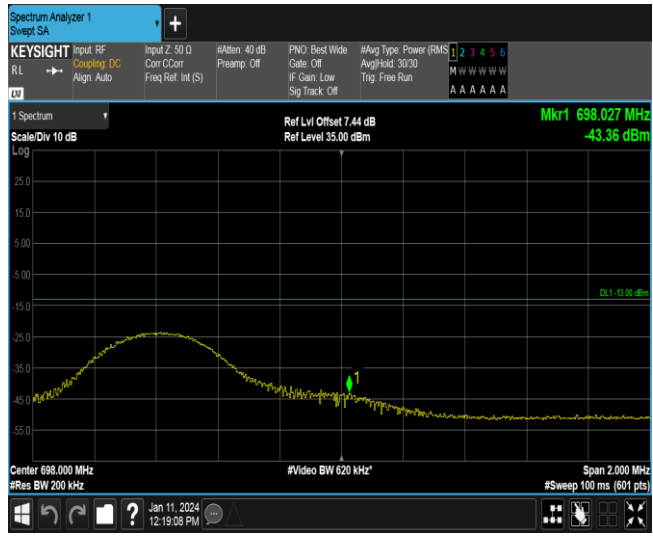 Spectrum Analyzer 1
Swept SA
+
KEYSIGHT
RL
LXI
Input: RF
Coupling: DC
Align: Auto
Input Z: 50 Ω
Corr CCorr
Freq Ref: Int (S)
#Atten: 40 dB
Preamp: Off
PNO: Best Wide
Gate: Off
IF Gain: Low
Sig Track: Off
#Avg Type: Power (RMS
Avg|Hold: 30/30
Trig: Free Run
1 2 3 4 5 6
M W W W W W
A A A A A A
1 Spectrum
Scale/Div 10 dB
Log
Ref Lvl Offset 7.44 dB
Ref Level 35.00 dBm
Mkr1 698.027 MHz
-43.36 dBm
25.0
15.0
5.00
-5.00
DL1 -13.00 dBm
-15.0
-25.0
-35.0
1
-45.0
-55.0
Center 698.000 MHz
#Res BW 200 kHz
#Video BW 620 kHz*
Span 2.000 MHz
#Sweep 100 ms (601 pts)
?
Jan 11, 2024
12:19:08 PM